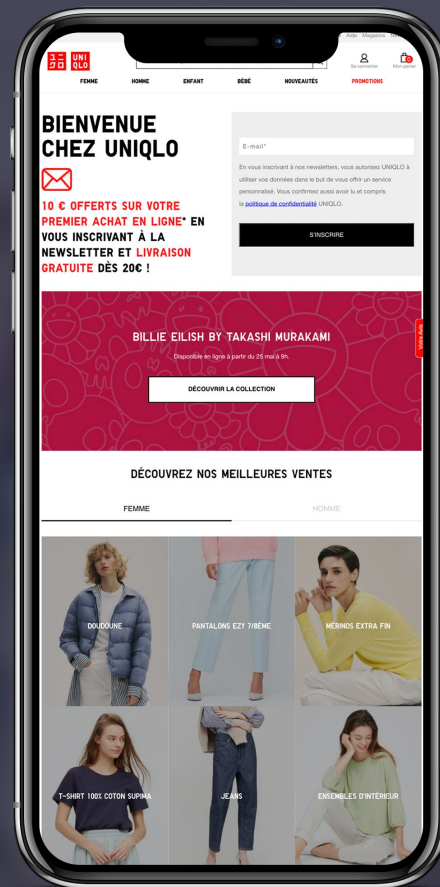 Aide Magasins
UNI
QLO
Se connecter
Mon panier
FEMME HOMME ENFANT BÉBÉ NOUVEAUTÉS PROMOTIONS
BIENVENUE
CHEZ UNIQLO
10 € OFFERTS SUR VOTRE
PREMIER ACHAT EN LIGNE* EN
VOUS INSCRIVANT À LA
NEWSLETTER ET LIVRAISON
GRATUITE DÈS 20€ !
E-mail*
En vous inscrivant à nos newsletters, vous autorisez UNIQLO à
utiliser vos données dans le but de vous offrir un service
personnalisé. Vous confirmez aussi avoir lu et compris
la politique de confidentialité UNIQLO.
S'INSCRIRE
BILLIE EILISH BY TAKASHI MURAKAMI
Disponible en ligne à partir du 25 mai à 9h.
DÉCOUVRIR LA COLLECTION
Votre Avis
DÉCOUVREZ NOS MEILLEURES VENTES
FEMME HOMME
DOUDOUNE
PANTALONS EZY 7/8ÈME
MÉRINOS EXTRA FIN
T-SHIRT 100% COTON SUPIMA
JEANS
ENSEMBLES D'INTÉRIEUR